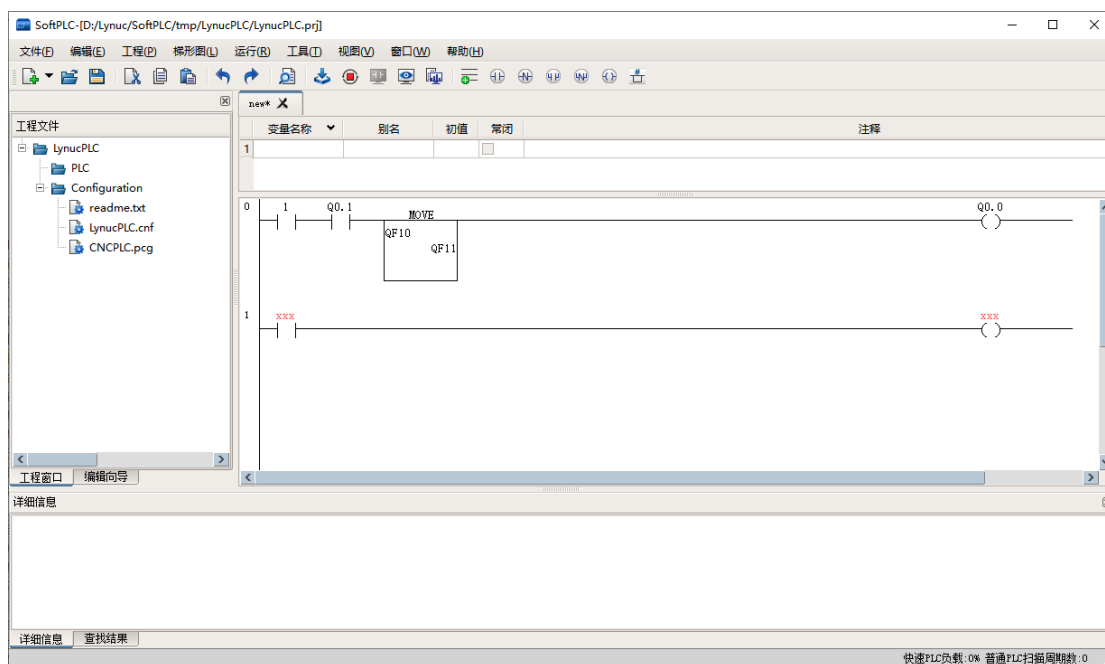 SoftPLC-[D:/Lynuc/SoftPLC/tmp/LynucPLC/LynucPLC.prj]
文件(F) 编辑(E) 工程(P) 梯形图(L) 运行(R) 工具(T) 视图(V) 窗口(W) 帮助(H)
new*
工程文件
变量名称 别名 初值 常闭 注释
1
LynucPLC
PLC
Configuration
readme.txt
LynucPLC.cnf
CNCPLC.pcg
0 1 Q0.1 MOVE Q0.0
QF10
QF11
1 xxx xxx
工程窗口 编辑向导
详细信息
详细信息 查找结果
快速PLC负载:0% 普通PLC扫描周期数:0